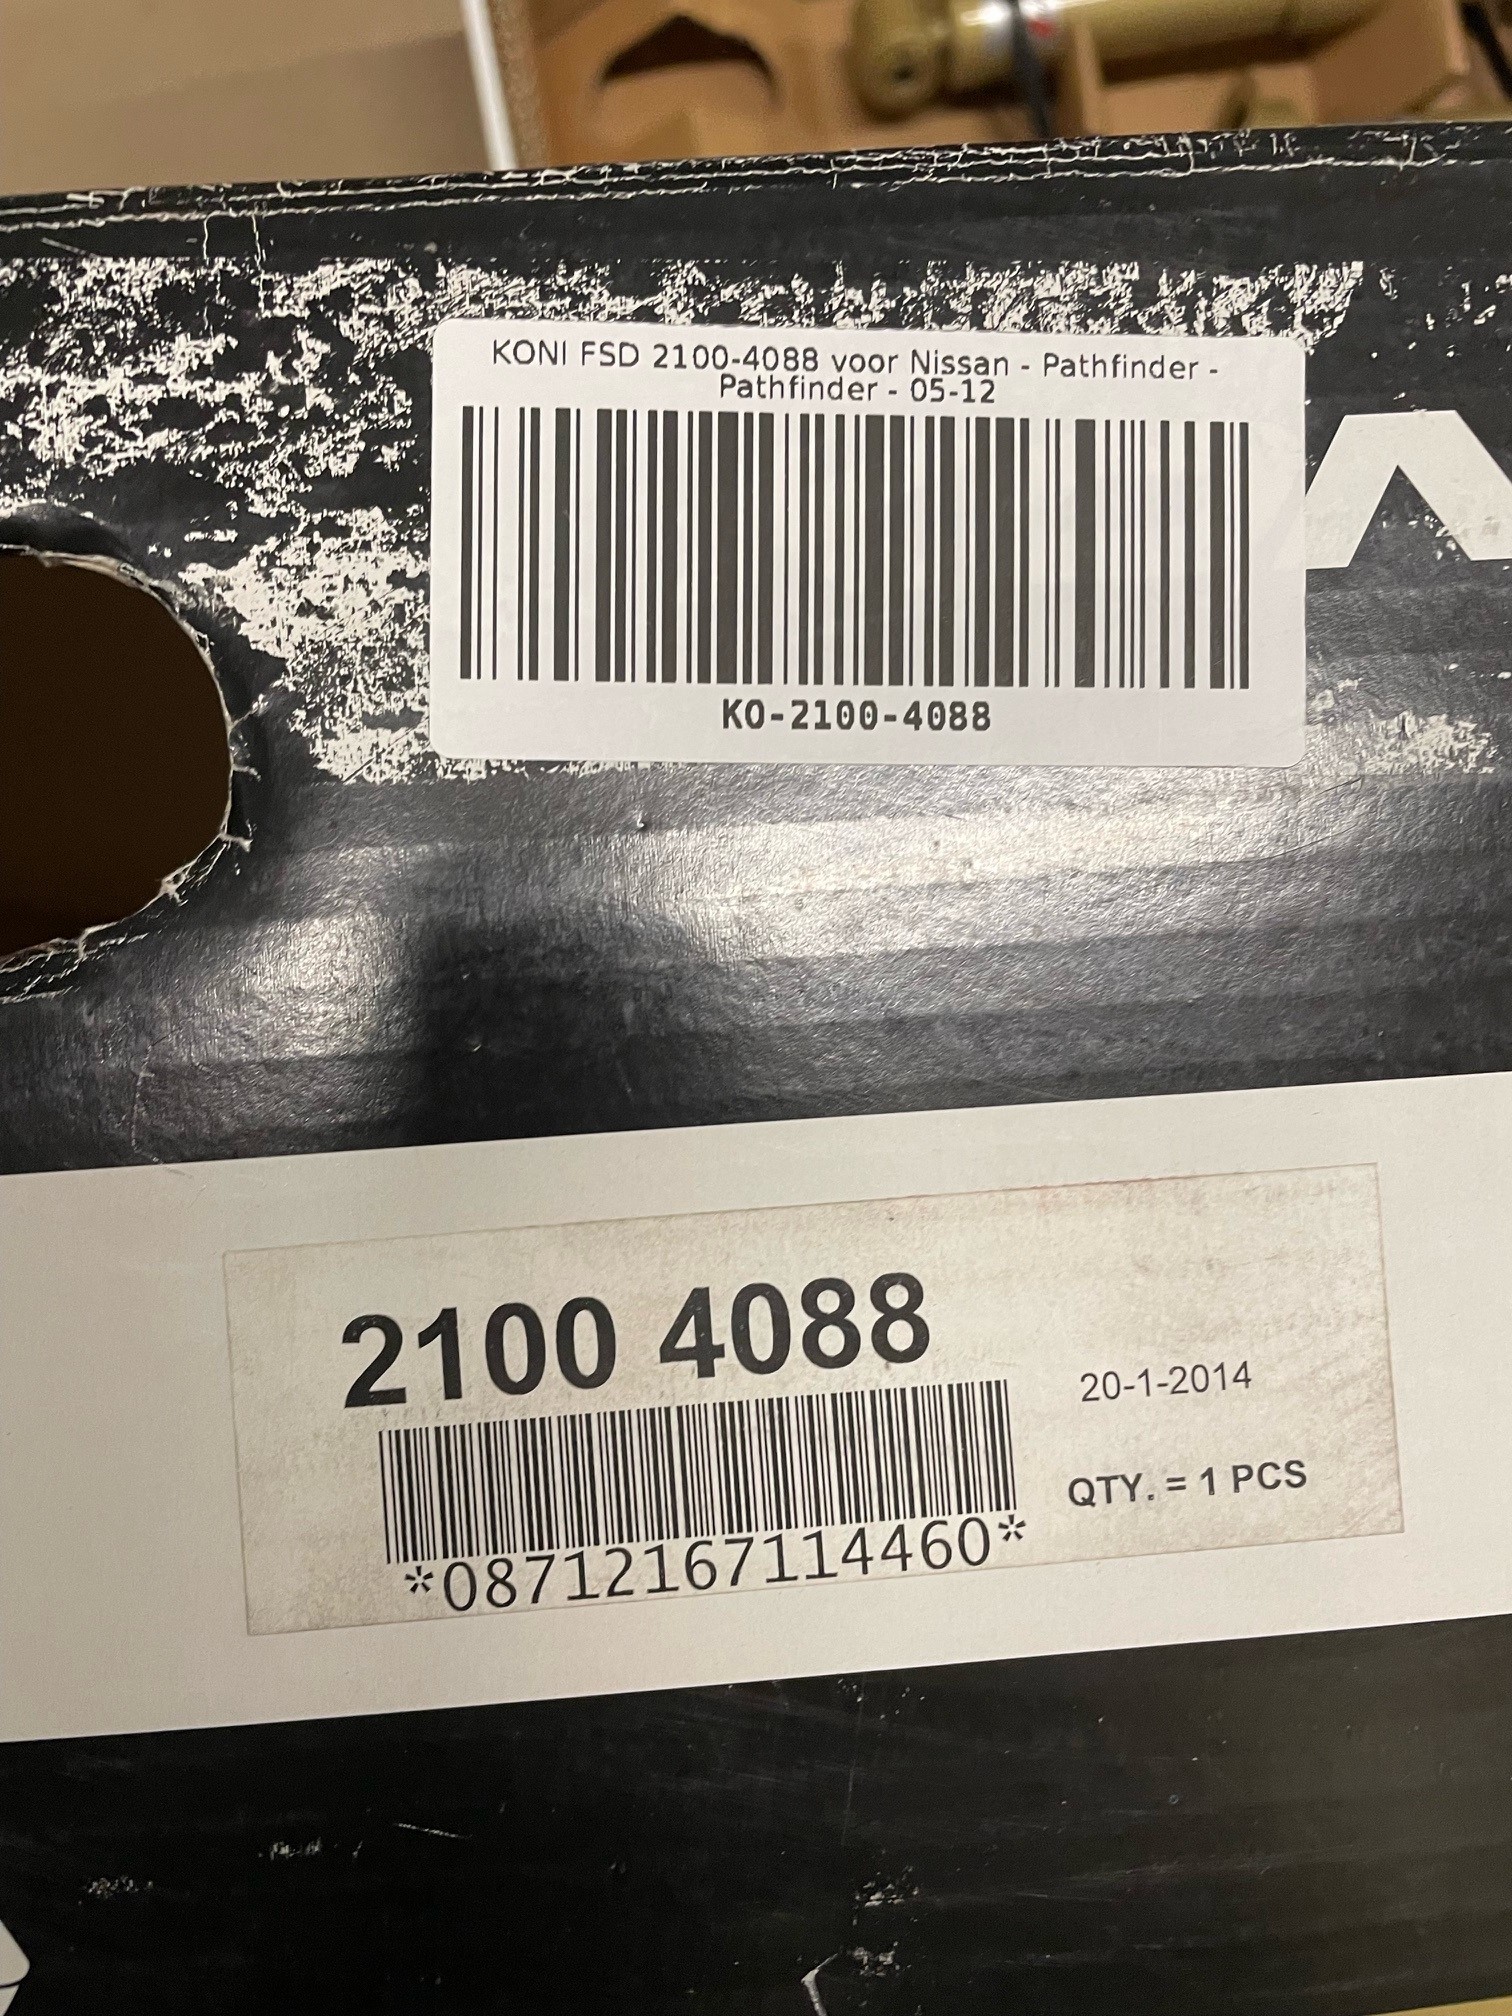 KONI FSD 2100-4088 voor Nissan - Pathfinder -
Pathfinder - 05-12
KO-2100-4088
2100 4088
20-1-2014
QTY. = 1 PCS
*08712167114460*